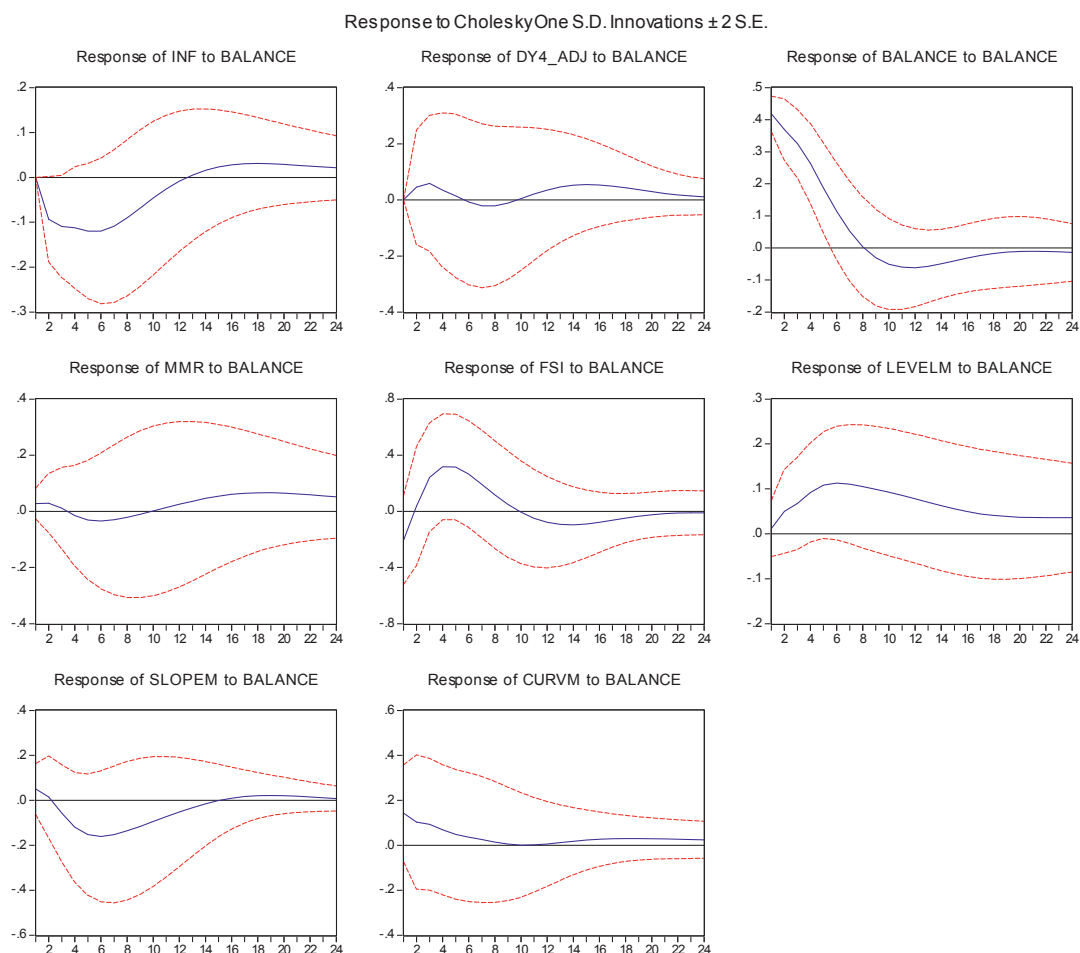 Response to Cholesky One S.D. Innovations ± 2 S.E.
Response of INF to BALANCE
.2
.1
.0
-.1
-.2
-.3
2 4 6 8 10 12 14 16 18 20 22 24
Response of DY4_ADJ to BALANCE
.4
.2
.0
-.2
-.4
2 4 6 8 10 12 14 16 18 20 22 24
Response of BALANCE to BALANCE
.5
.4
.3
.2
.1
.0
-.1
-.2
2 4 6 8 10 12 14 16 18 20 22 24
Response of MMR to BALANCE
.4
.2
.0
-.2
-.4
2 4 6 8 10 12 14 16 18 20 22 24
Response of FSI to BALANCE
.8
.4
.0
-.4
-.8
2 4 6 8 10 12 14 16 18 20 22 24
Response of LEVELM to BALANCE
.3
.2
.1
.0
-.1
-.2
2 4 6 8 10 12 14 16 18 20 22 24
Response of SLOPEM to BALANCE
.4
.2
.0
-.2
-.4
-.6
2 4 6 8 10 12 14 16 18 20 22 24
Response of CURVM to BALANCE
.6
.4
.2
.0
-.2
-.4
2 4 6 8 10 12 14 16 18 20 22 24